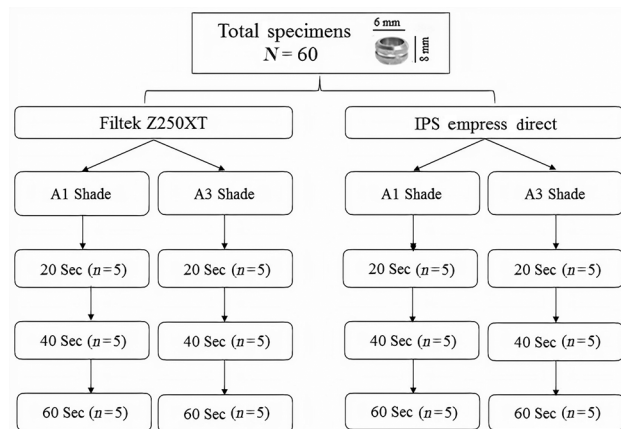 Total specimens
N = 60
6 mm
8 mm
Filtek Z250XT
IPS empress direct
A1 Shade
A3 Shade
A1 Shade
A3 Shade
20 Sec (n=5)
20 Sec (n=5)
20 Sec (n=5)
20 Sec (n=5)
40 Sec (n=5)
40 Sec (n=5)
40 Sec (n=5)
40 Sec (n=5)
60 Sec (n=5)
60 Sec (n=5)
60 Sec (n=5)
60 Sec (n=5)